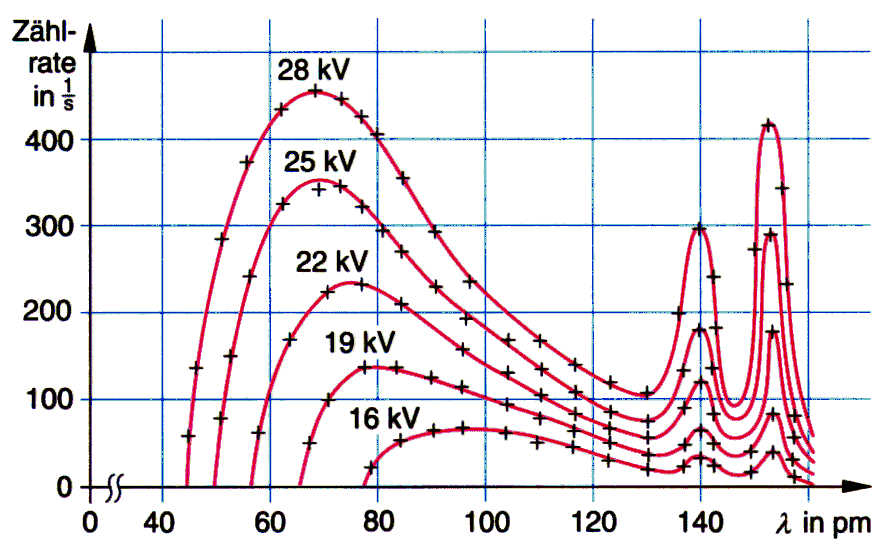 Zähl-
rate
in 1/s
28 kV
400
25 kV
300
22 kV
200
19 kV
100
16 kV
0
0 40 60 80 100 120 140 λ in pm